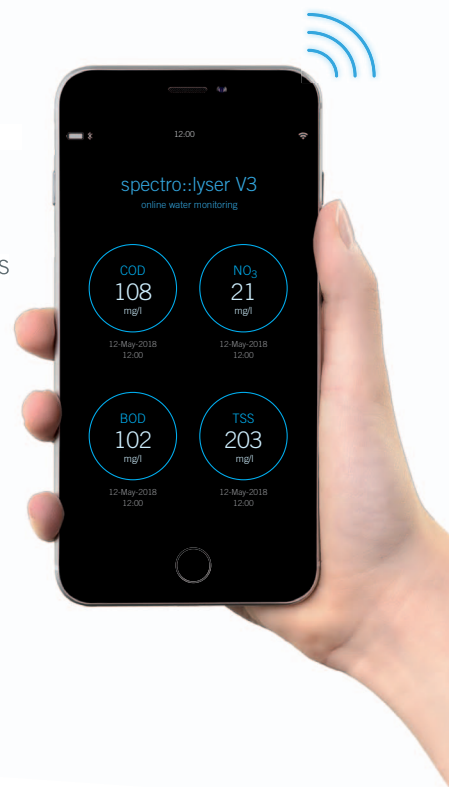 12:00
spectro::lyser V3
online water monitoring
S
COD
108
mg/l
12-May-2018
12:00
NO₃
21
mg/l
12-May-2018
12:00
BOD
102
mg/l
12-May-2018
12:00
TSS
203
mg/l
12-May-2018
12:00